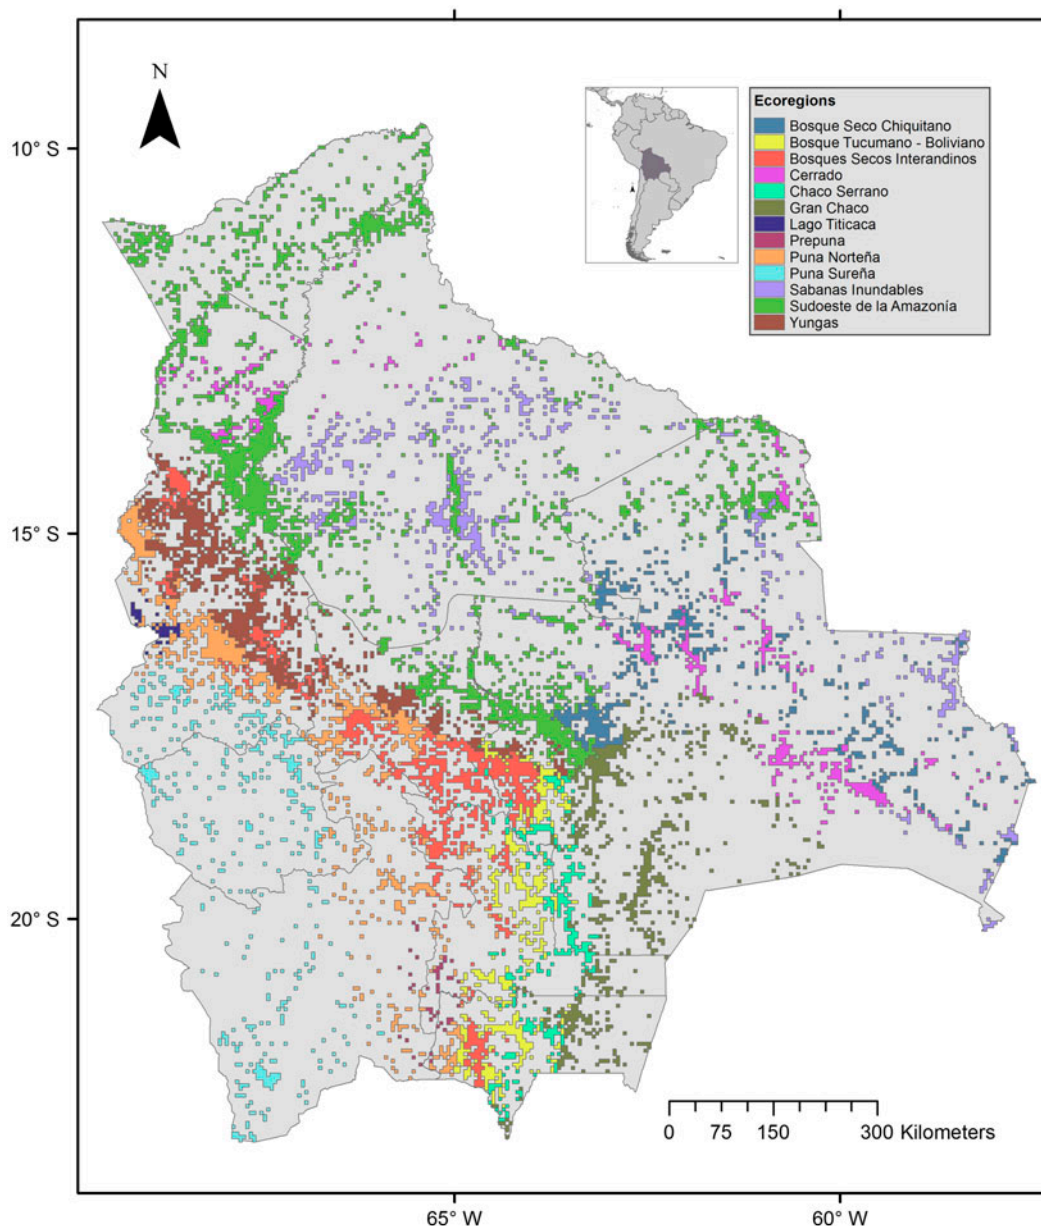 N
Ecoregions
Bosque Seco Chiquitano
Bosque Tucumano - Boliviano
Bosques Secos Interandinos
Cerrado
Chaco Serrano
Gran Chaco
Lago Titicaca
Prepuna
Puna Norteña
Puna Sureña
Sabanas Inundables
Sudoeste de la Amazonía
Yungas
10° S
15° S
20° S
0 75 150 300 Kilometers
65° W 60° W